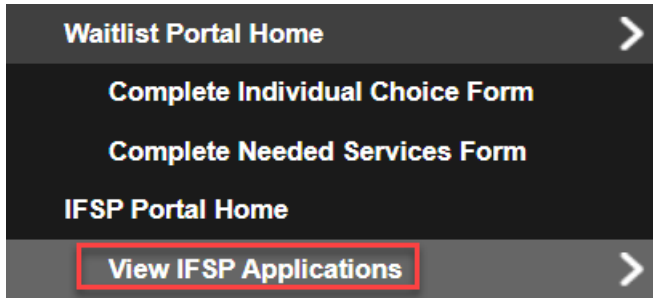 Waitlist Portal Home
Complete Individual Choice Form
Complete Needed Services Form
IFSP Portal Home
View IFSP Applications